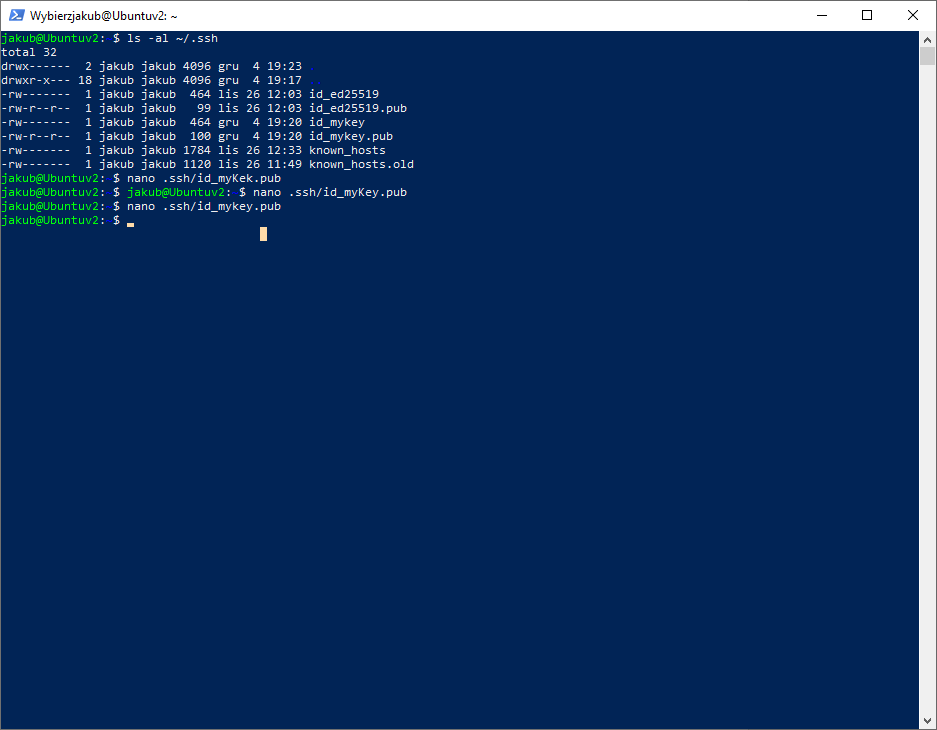 Wybierzjakub@Ubuntuv2: ~
jakub@Ubuntuv2: $ ls -al ~/.ssh
total 32
drwx------  2 jakub jakub 4096 gru  4 19:23
drwxr-x--- 18 jakub jakub 4096 gru  4 19:17
-rw-------  1 jakub jakub  464 lis 26 12:03 id_ed25519
-rw-r--r--  1 jakub jakub   99 lis 26 12:03 id_ed25519.pub
-rw-------  1 jakub jakub  464 gru  4 19:20 id_mykey
-rw-r--r--  1 jakub jakub  100 gru  4 19:20 id_mykey.pub
-rw-------  1 jakub jakub 1784 lis 26 12:33 known_hosts
-rw-------  1 jakub jakub 1120 lis 26 11:49 known_hosts.old
jakub@Ubuntuv2: $ nano .ssh/id_myKek.pub
jakub@Ubuntuv2: $ jakub@Ubuntuv2: $ nano .ssh/id_myKey.pub
jakub@Ubuntuv2: $ nano .ssh/id_mykey.pub
jakub@Ubuntuv2: $